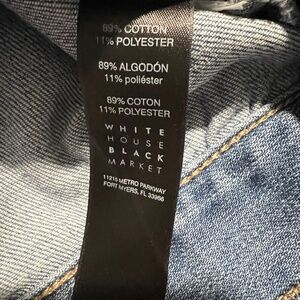 89% COTTON
11% POLYESTER
89% ALGODÓN
11% poliéster
89% COTON
11% POLYESTER
WHITE
HOUSE
BLACK
MARKET
11215 METRO PARKWAY
FORT MYERS, FL 33966